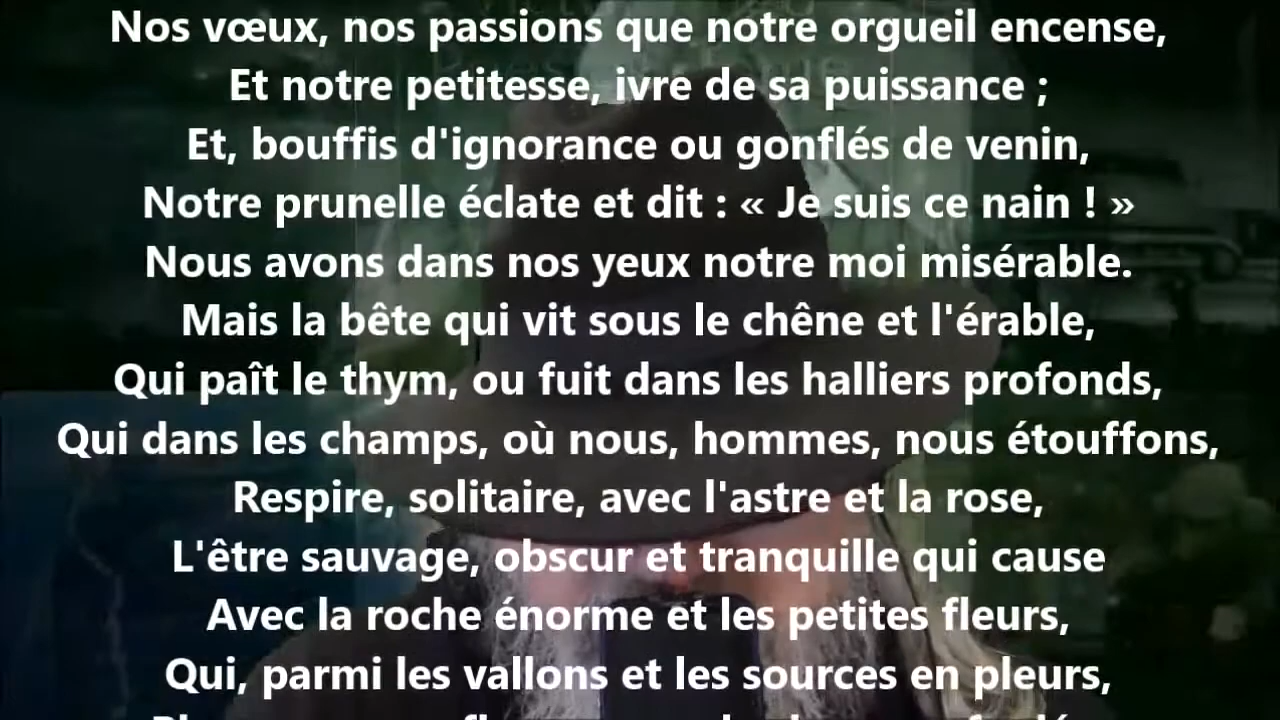 Nos vœux, nos passions que notre orgueil encense,
Et notre petitesse, ivre de sa puissance ;
Et, bouffis d'ignorance ou gonflés de venin,
Notre prunelle éclate et dit : « Je suis ce nain ! »
Nous avons dans nos yeux notre moi misérable.
Mais la bête qui vit sous le chêne et l'érable,
Qui paît le thym, ou fuit dans les halliers profonds,
Qui dans les champs, où nous, hommes, nous étouffons,
Respire, solitaire, avec l'astre et la rose,
L'être sauvage, obscur et tranquille qui cause
Avec la roche énorme et les petites fleurs,
Qui, parmi les vallons et les sources en pleurs,